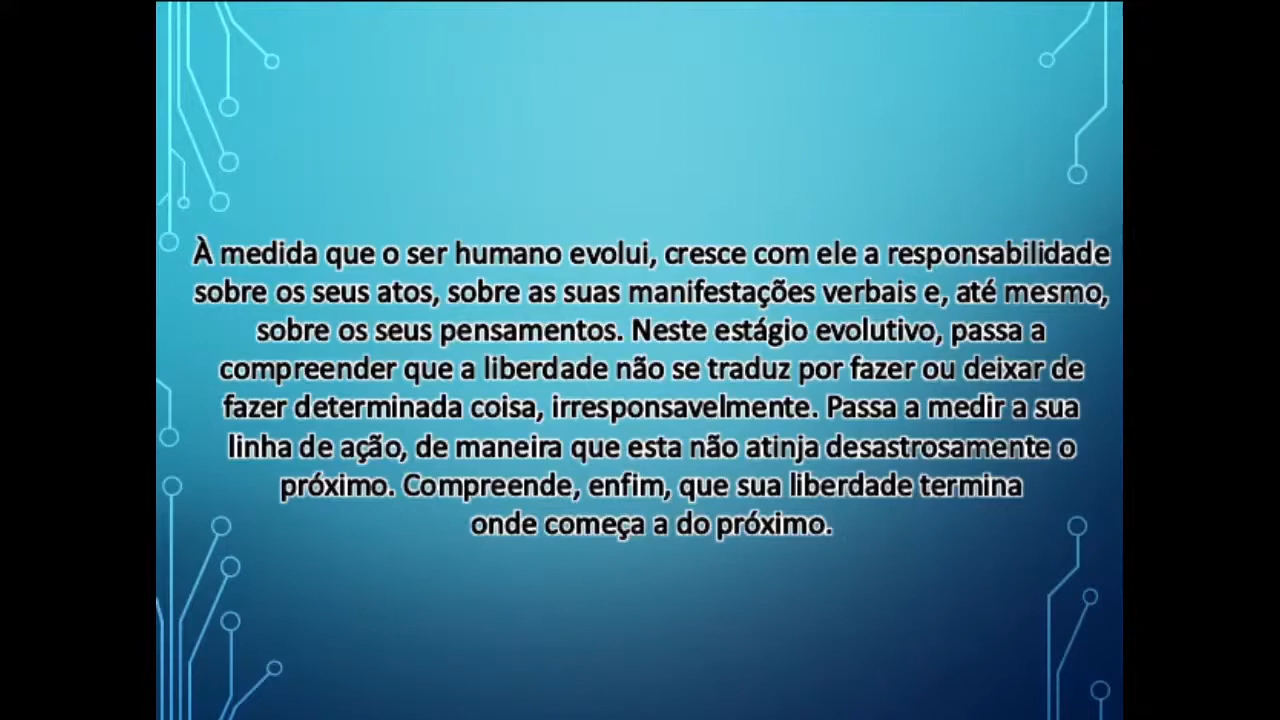 À medida que o ser humano evolui, cresce com ele a responsabilidade
sobre os seus atos, sobre as suas manifestações verbais e, até mesmo,
sobre os seus pensamentos. Neste estágio evolutivo, passa a
compreender que a liberdade não se traduz por fazer ou deixar de
fazer determinada coisa, irresponsavelmente. Passa a medir a sua
linha de ação, de maneira que esta não atinja desastrosamente o
próximo. Compreende, enfim, que sua liberdade termina
onde começa a do próximo.